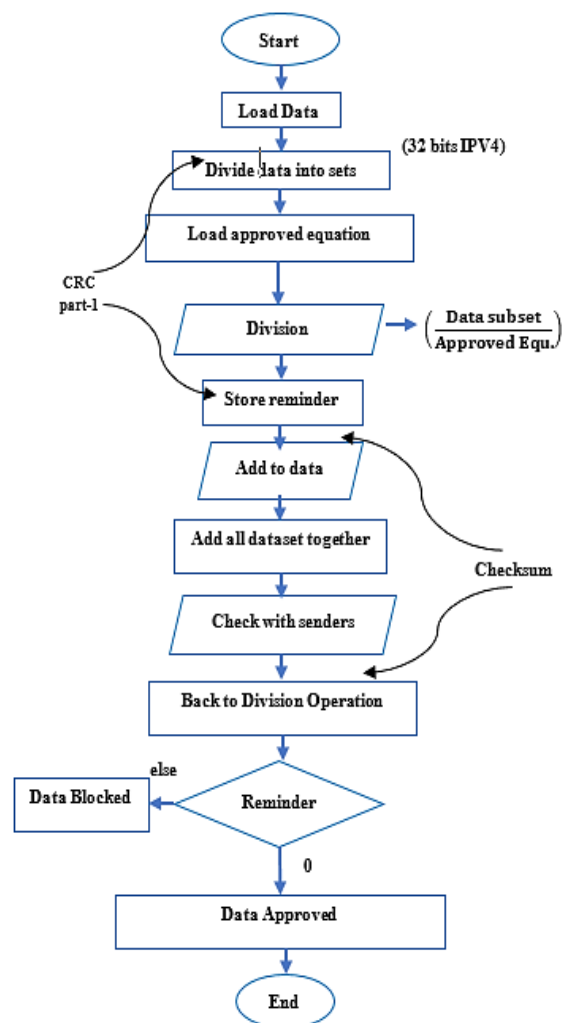 Start
Load Data
(32 bits IPV4)
Divide data into sets
Load approved equation
CRC
part-1
Division
Data subset
Approved Equ.
Store reminder
Add to data
Add all dataset together
Checksum
Check with senders
Back to Division Operation
else
Data Blocked
Reminder
0
Data Approved
End